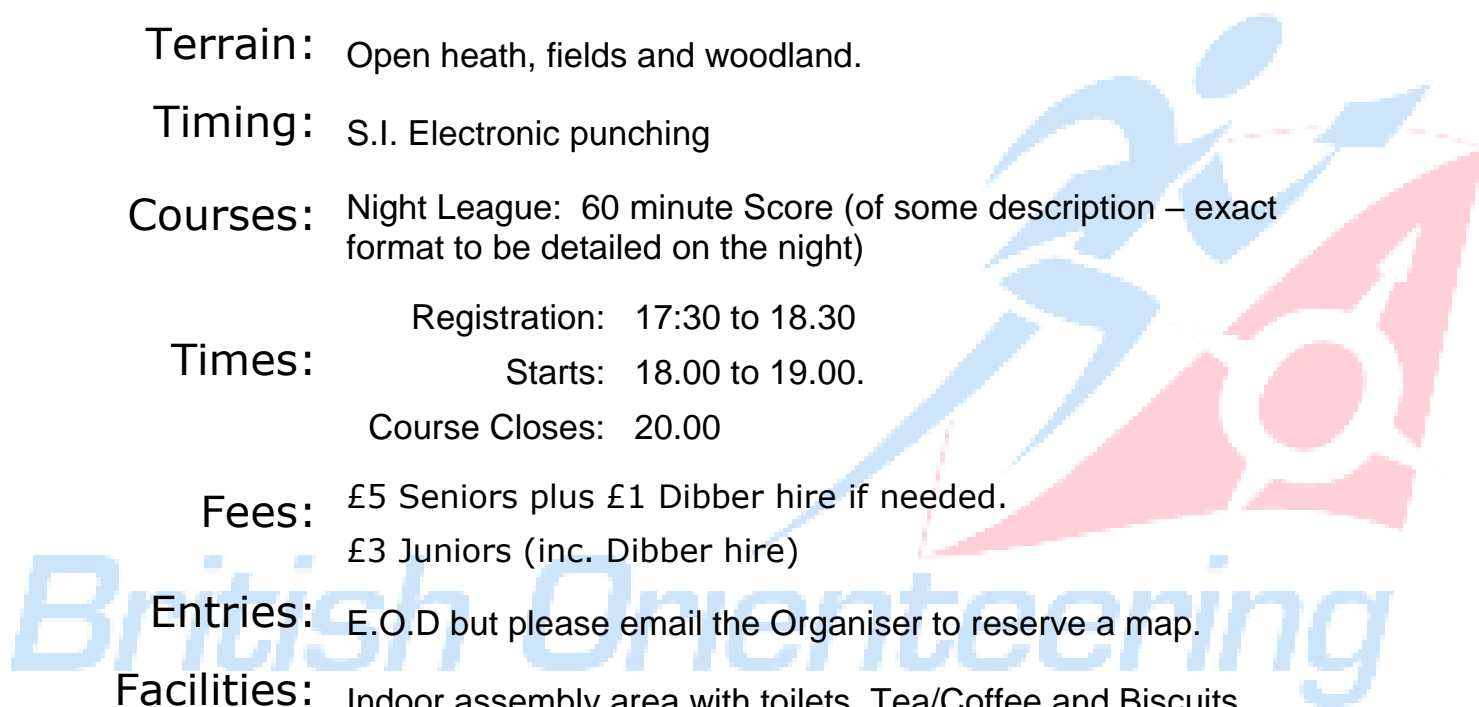 Terrain: Open heath, fields and woodland.
Timing: S.I. Electronic punching
Courses: Night League: 60 minute Score (of some description – exact
format to be detailed on the night)
Times:
Registration: 17:30 to 18.30
Starts: 18.00 to 19.00.
Course Closes: 20.00
Fees: £5 Seniors plus £1 Dibber hire if needed.
£3 Juniors (inc. Dibber hire)
British Orienteering
Entries: E.O.D but please email the Organiser to reserve a map.
Facilities: Indoor assembly area with toilets. Tea/Coffee and Biscuits